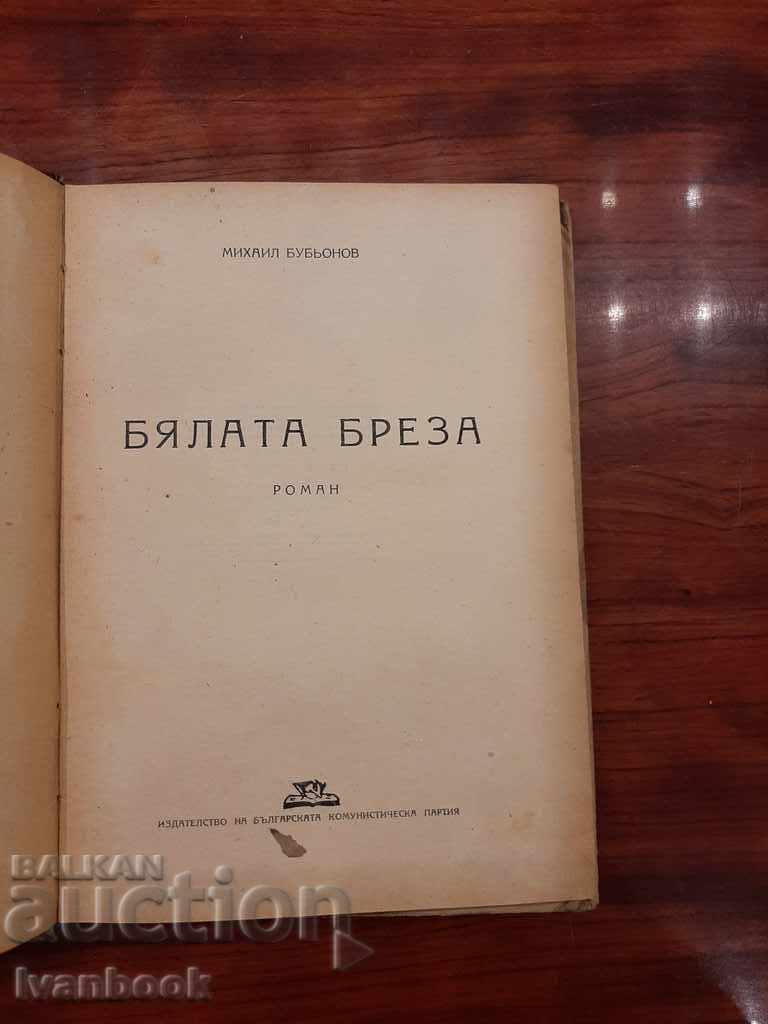 МИХАИЛ БУБЬОНОВ
БЯЛАТА БРЕЗА
РОМАН
ИЗДАТЕЛСТВО НА БЪЛГАРСКАТА КОМУНИСТИЧЕСКА ПАРТИЯ
BALKAN
auction
Ivanbook